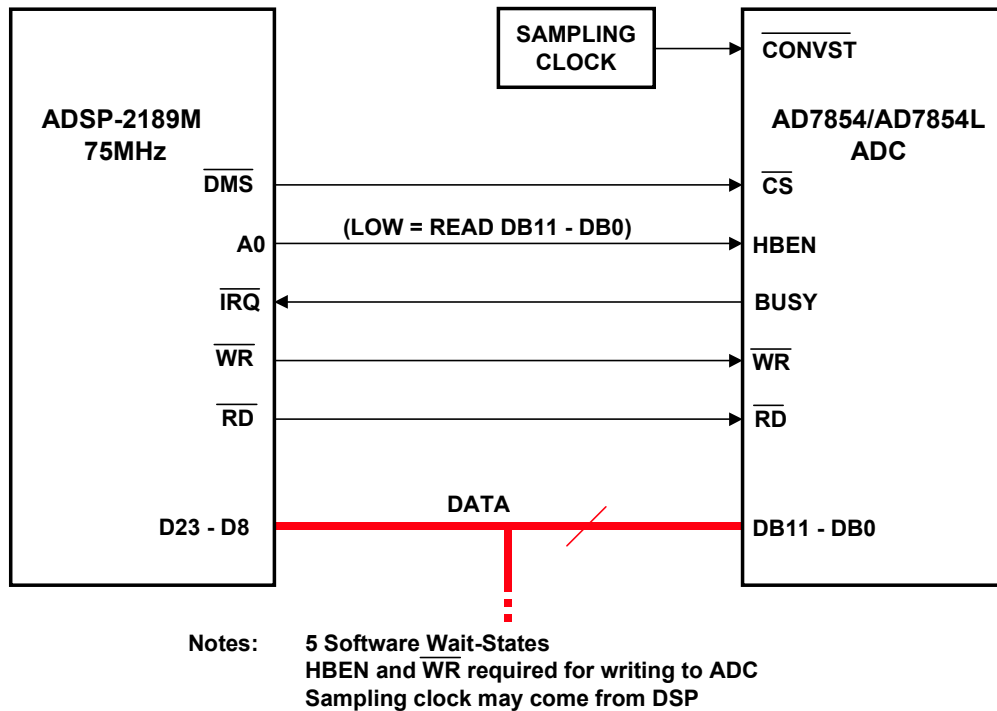 SAMPLING
CLOCK
CONVST
ADSP-2189M
75MHz
AD7854/AD7854L
ADC
DMS
CS
A0
(LOW = READ DB11 - DB0)
HBEN
IRQ
BUSY
WR
WR
RD
RD
DATA
D23 - D8
DB11 - DB0
Notes: 5 Software Wait-States
HBEN and WR required for writing to ADC
Sampling clock may come from DSP